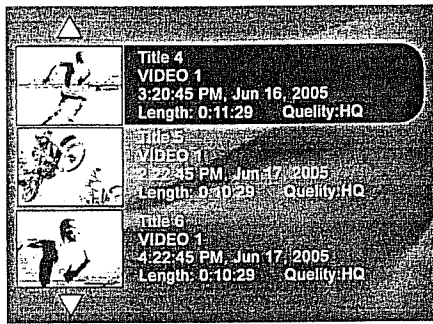 Title 4
VIDEO 1
3:20:45 PM, Jun 16, 2005
Length: 0:11:29 Quelity:HQ
Title 5
VIDEO 1
2:22:45 PM, Jun 17, 2005
Length: 0:10:29 Quelity:HQ
Title 6
VIDEO 1
4:22:45 PM, Jun 17, 2005
Length: 0:10:29 Quelity:HQ